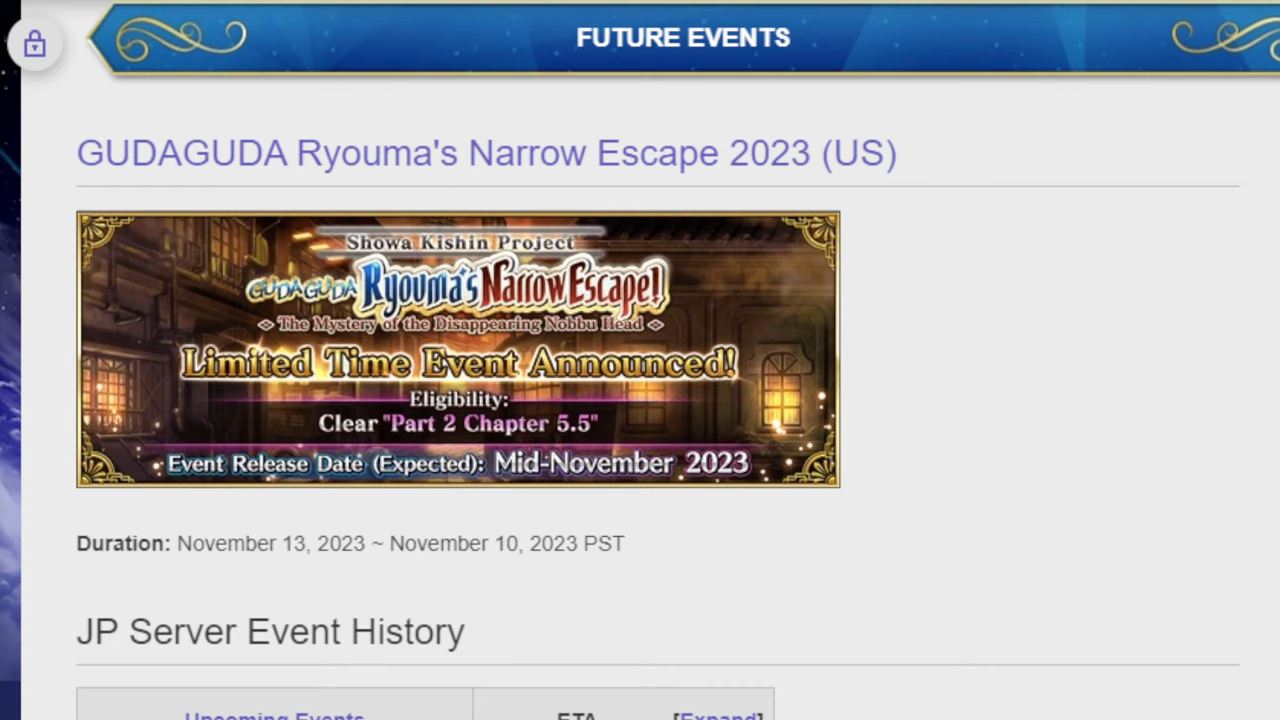 FUTURE EVENTS
GUDAGUDA Ryouma's Narrow Escape 2023 (US)
Showa Kishin Project
GUDAGUDA Ryouma's Narrow Escape!
The Mystery of the Disappearing Nobbu Head
Limited Time Event Announced!
Eligibility:
Clear "Part 2 Chapter 5.5"
Event Release Date (Expected): Mid-November 2023
Duration: November 13, 2023 ~ November 10, 2023 PST
JP Server Event History
Upcoming Events ETA [Expand]